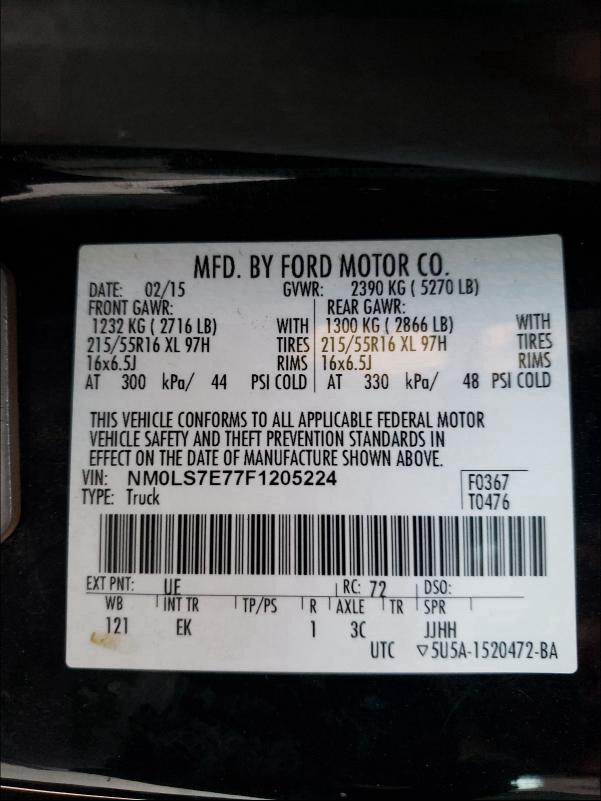 MFD. BY FORD MOTOR CO.
DATE: 02/15 GVWR: 2390 KG ( 5270 LB)
FRONT GAWR: REAR GAWR:
1232 KG ( 2716 LB) WITH 1300 KG ( 2866 LB) WITH
215/55R16 XL 97H TIRES 215/55R16 XL 97H TIRES
16x6.5J RIMS 16x6.5J RIMS
AT 300 kPa/ 44 PSI COLD AT 330 kPa/ 48 PSI COLD
THIS VEHICLE CONFORMS TO ALL APPLICABLE FEDERAL MOTOR
VEHICLE SAFETY AND THEFT PREVENTION STANDARDS IN
EFFECT ON THE DATE OF MANUFACTURE SHOWN ABOVE.
VIN: NM0LS7E77F1205224 F0367
TYPE: Truck T0476
EXT PNT: UE RC: 72 DSO:
WB INT TR TP/PS R AXLE TR SPR
121 EK 1 3C JJHH
UTC ▽5U5A-1520472-BA